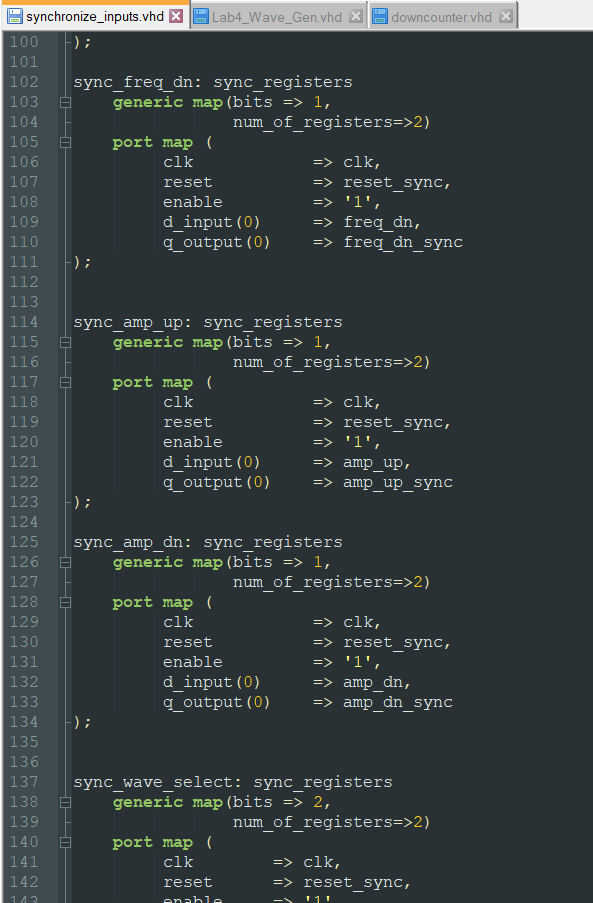 synchronize_inputs.vhd Lab4_Wave_Gen.vhd downcounter.vhd
100 );
101
102 sync_freq_dn: sync_registers
103 generic map(bits => 1,
104 num_of_registers=>2)
105 port map (
106 clk => clk,
107 reset => reset_sync,
108 enable => '1',
109 d_input(0) => freq_dn,
110 q_output(0) => freq_dn_sync
111 );
112
113
114 sync_amp_up: sync_registers
115 generic map(bits => 1,
116 num_of_registers=>2)
117 port map (
118 clk => clk,
119 reset => reset_sync,
120 enable => '1',
121 d_input(0) => amp_up,
122 q_output(0) => amp_up_sync
123 );
124
125 sync_amp_dn: sync_registers
126 generic map(bits => 1,
127 num_of_registers=>2)
128 port map (
129 clk => clk,
130 reset => reset_sync,
131 enable => '1',
132 d_input(0) => amp_dn,
133 q_output(0) => amp_dn_sync
134 );
135
136
137 sync_wave_select: sync_registers
138 generic map(bits => 2,
139 num_of_registers=>2)
140 port map (
141 clk => clk,
142 reset => reset_sync,
143 enable => '1'